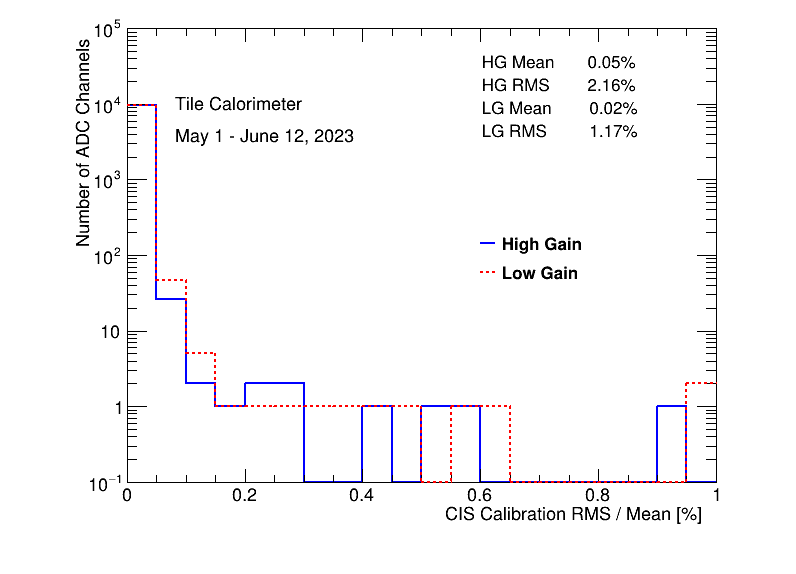 Number of ADC Channels
10^5
10^4
10^3
10^2
10
1
10^−1
Tile Calorimeter
May 1 - June 12, 2023
HG Mean 0.05%
HG RMS 2.16%
LG Mean 0.02%
LG RMS 1.17%
High Gain
Low Gain
0 0.2 0.4 0.6 0.8 1
CIS Calibration RMS / Mean [%]